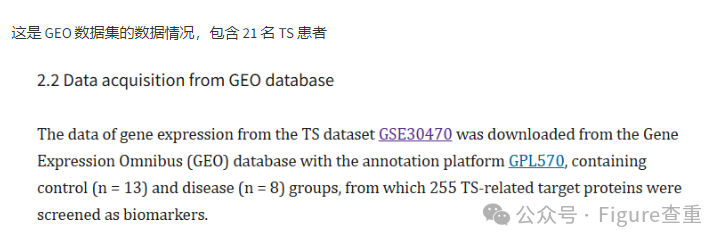 这是 GEO 数据集的数据情况，包含 21 名 TS 患者
2.2 Data acquisition from GEO database
The data of gene expression from the TS dataset GSE30470 was downloaded from the Gene
Expression Omnibus (GEO) database with the annotation platform GPL570, containing
control (n = 13) and disease (n = 8) groups, from which 255 TS-related target proteins were
screened as biomarkers.
公众号 · Figure查重